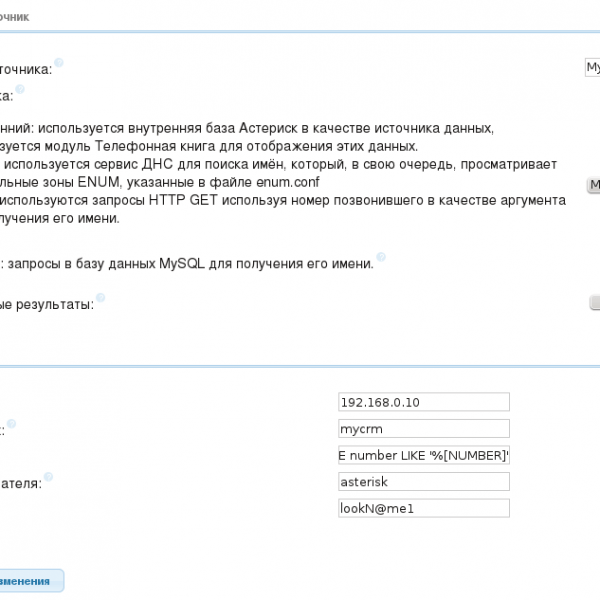 очник
точника:
My
ка:
нний: используется внутренняя база Астериск в качестве источника данных,
зуется модуль Телефонная книга для отображения этих данных.
используется сервис ДНС для поиска имён, который, в свою очередь, просматривает
льные зоны ENUM, указанные в файле enum.conf
M
используются запросы HTTP GET используя номер позвонившего в качестве аргумента
лучения его имени.
: запросы в базу данных MySQL для получения его имени.
ые результаты:
192.168.0.10
:
mycrm
E number LIKE '%[NUMBER]'
ателя:
asterisk
lookN@me1
зменения